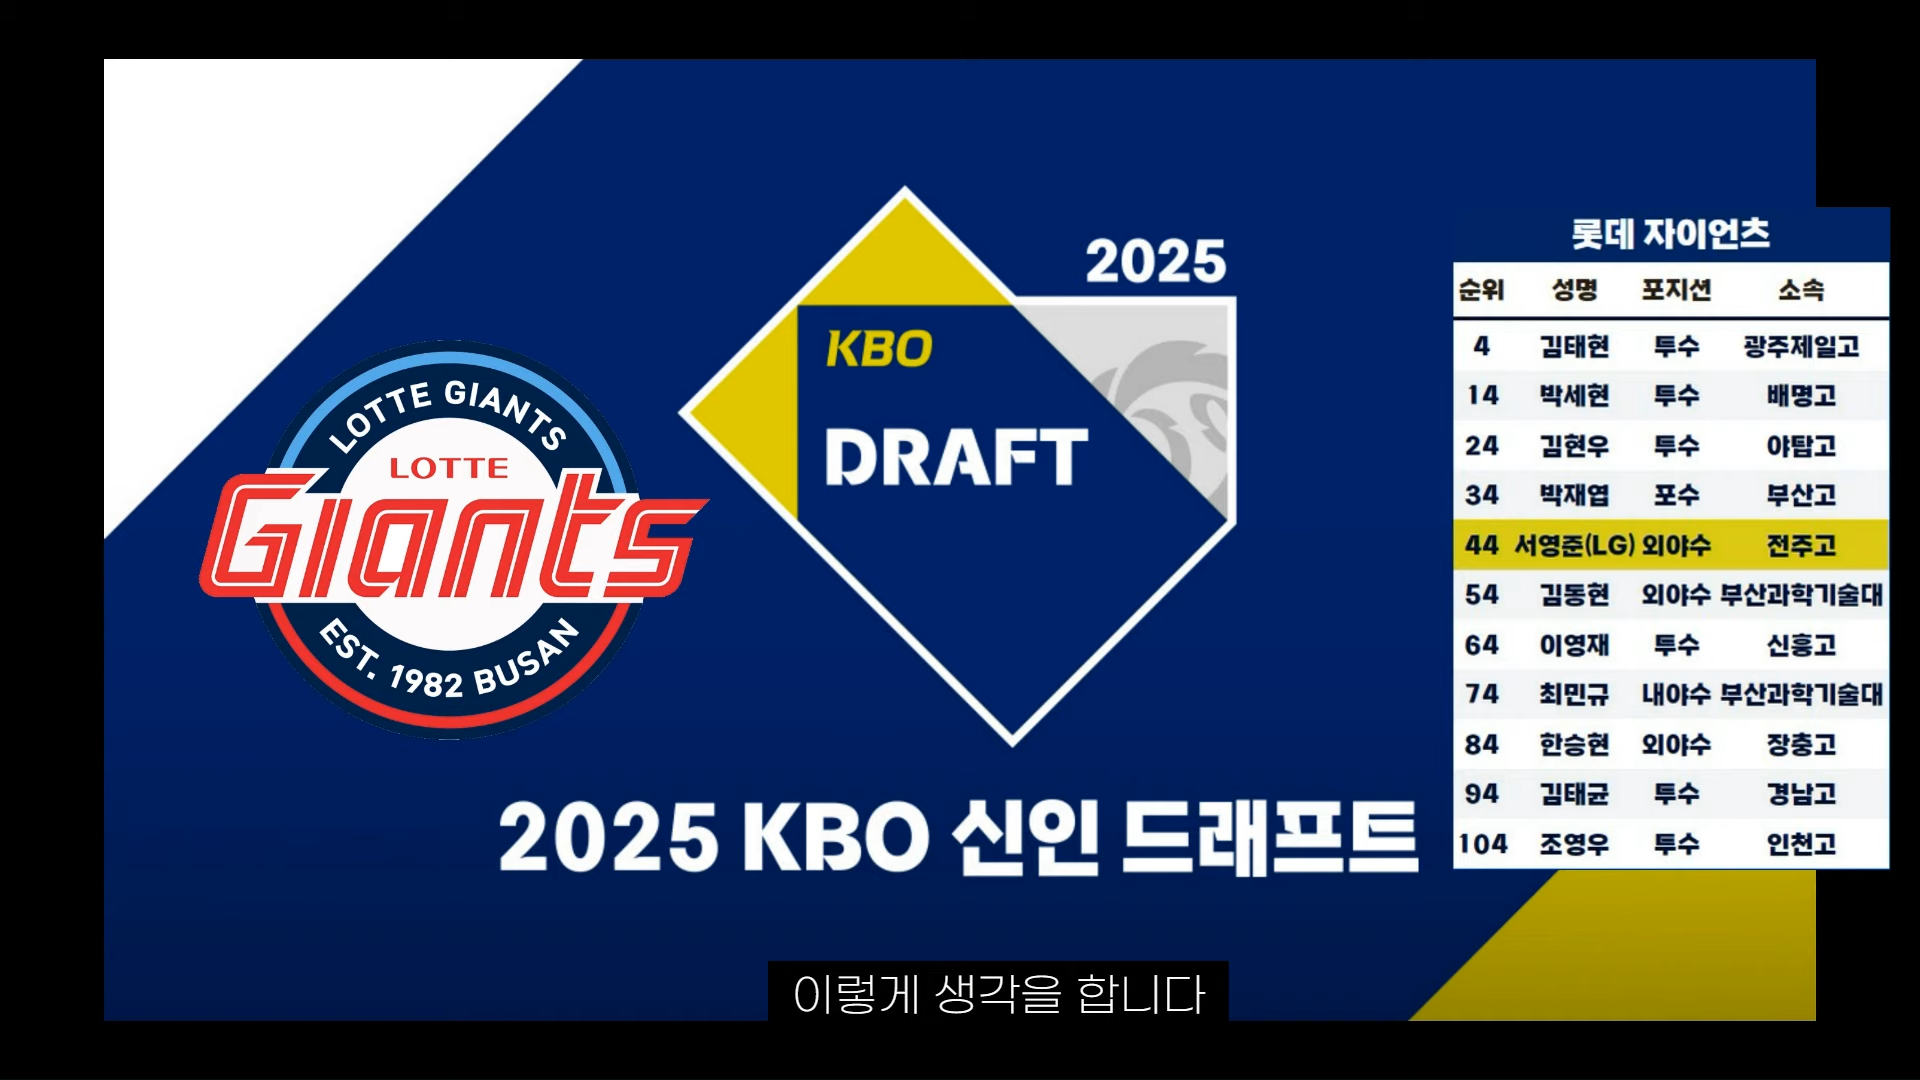 LOTTE GIANTS
LOTTE
Giants
EST. 1982 BUSAN
2025
KBO
DRAFT
2025 KBO 신인 드래프트
롯데 자이언츠
순위 성명 포지션 소속
4 김태현 투수 광주제일고
14 박세현 투수 배명고
24 김현우 투수 야탑고
34 박재엽 포수 부산고
44 서영준(LG) 외야수 전주고
54 김동현 외야수 부산과학기술대
64 이영재 투수 신흥고
74 최민규 내야수 부산과학기술대
84 한승현 외야수 장충고
94 김태균 투수 경남고
104 조영우 투수 인천고
이렇게 생각을 합니다